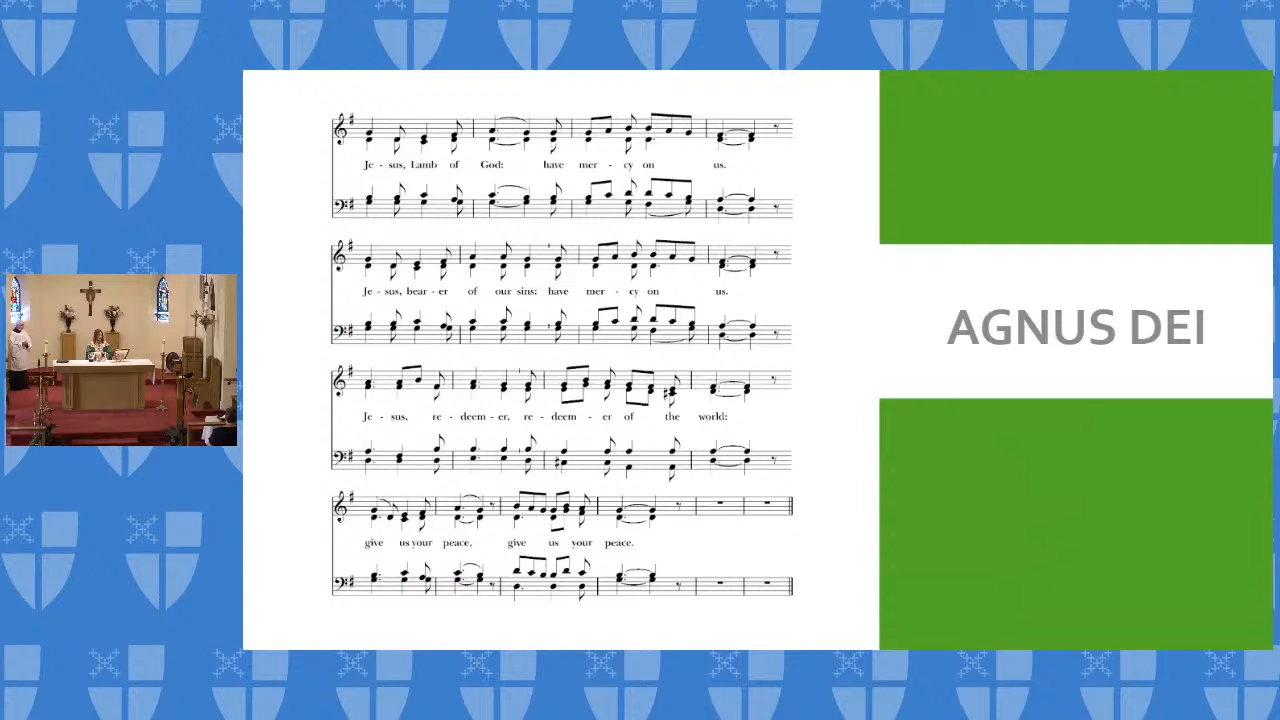 Je - sus, Lamb of God: have mer - cy on us.
Je - sus, bear - er of our sins: have mer - cy on us.
Je - sus, re - deem - er, re - deem - er of the world:
give us your peace, give us your peace.
AGNUS DEI